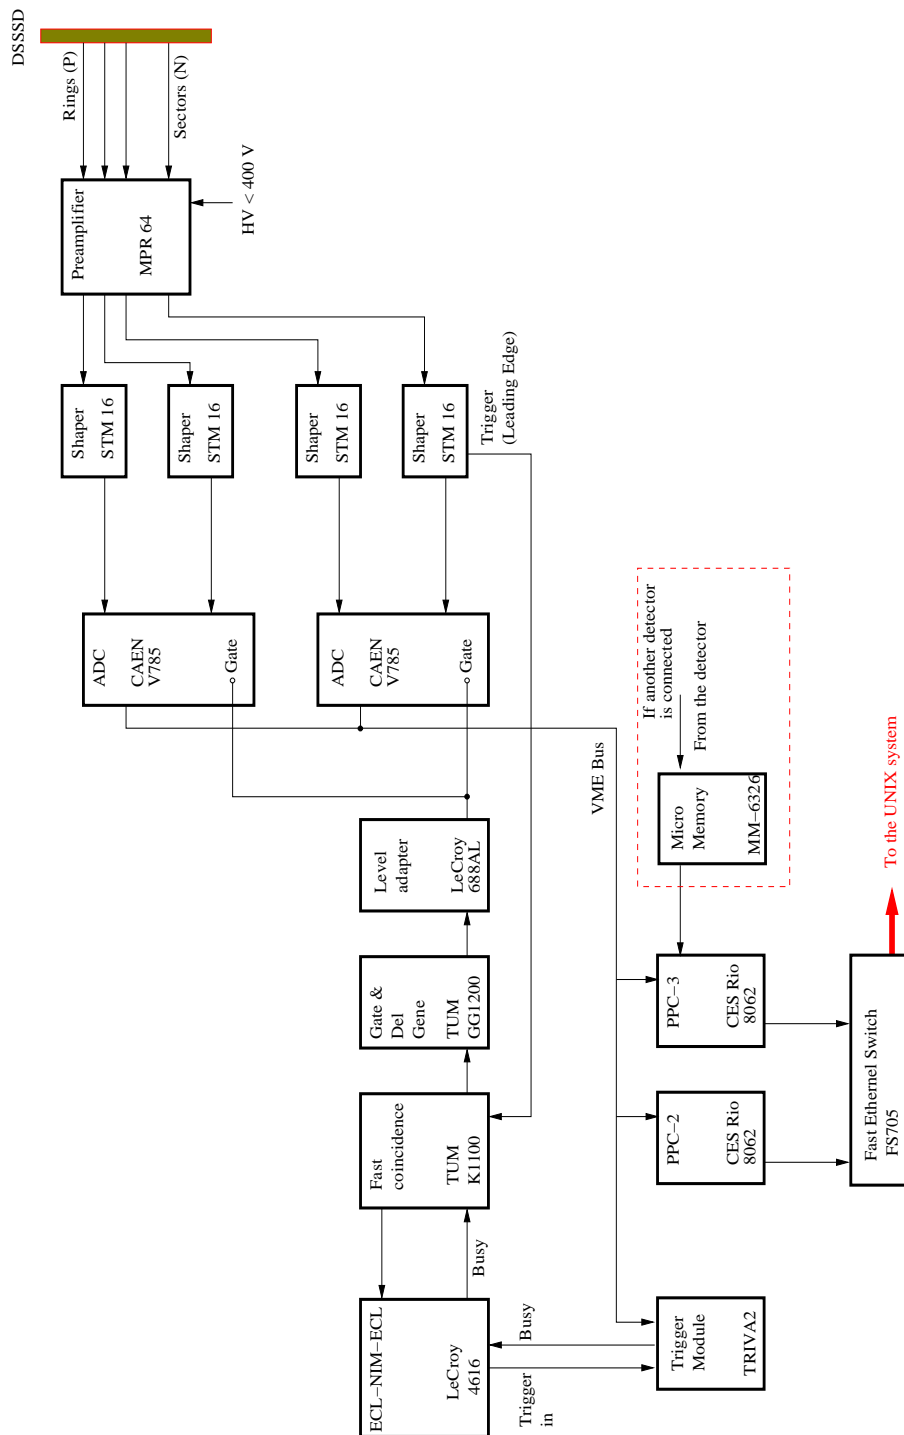 DSSSD
Rings (P)
Sectors (N)
Preamplifier
MPR 64
HV < 400 V
Shaper
STM 16
Shaper
STM 16
Shaper
STM 16
Shaper
STM 16
Trigger
(Leading Edge)
ADC
CAEN
V785
Gate
ADC
CAEN
V785
Gate
VME Bus
If another detector
is connected
From the detector
Micro
Memory
MM–6326
Level
adapter
LeCroy
688AL
Gate &
Del
Gene
TUM
GG1200
Fast
coincidence
TUM
K1100
Busy
ECL–NIM–ECL
LeCroy
4616
Busy
Trigger
in
Trigger
Module
TRIVA2
PPC–3
CES Rio
8062
PPC–2
CES Rio
8062
Fast Ethernel Switch
FS705
To the UNIX system